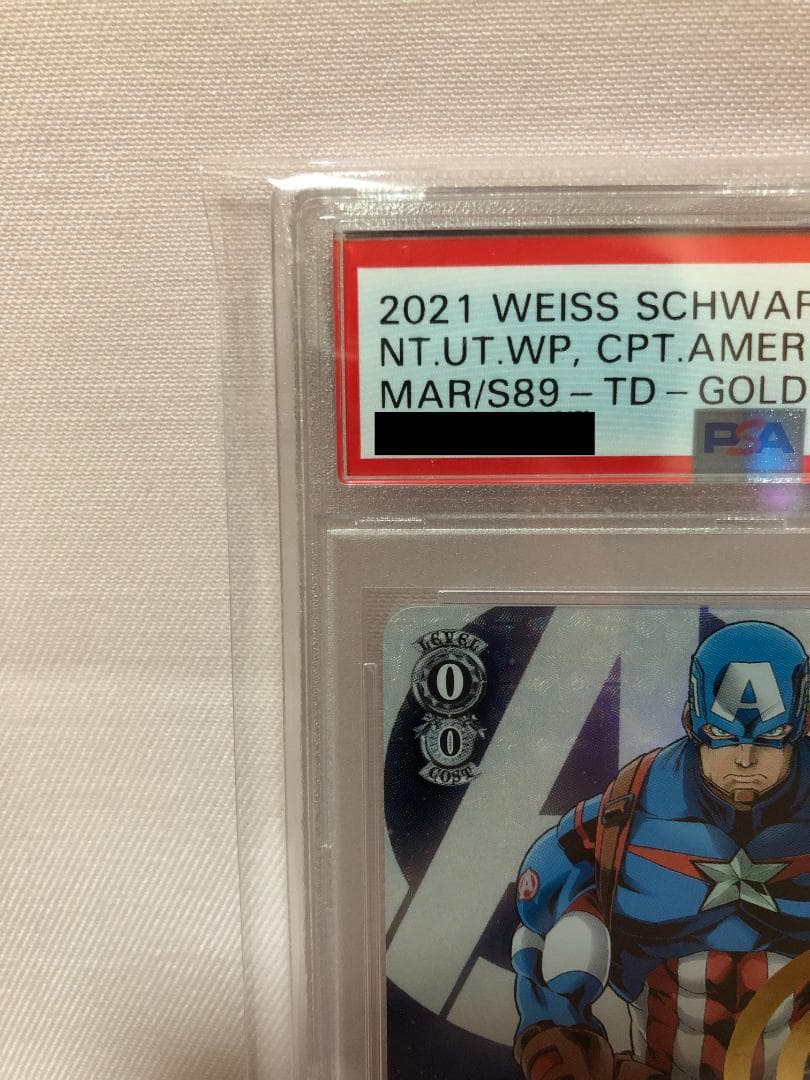 2021 WEISS SCHWAR
NT.UT.WP, CPT.AMER
MAR/S89 – TD – GOLD
PSA
LEVEL
0
0
COST
A